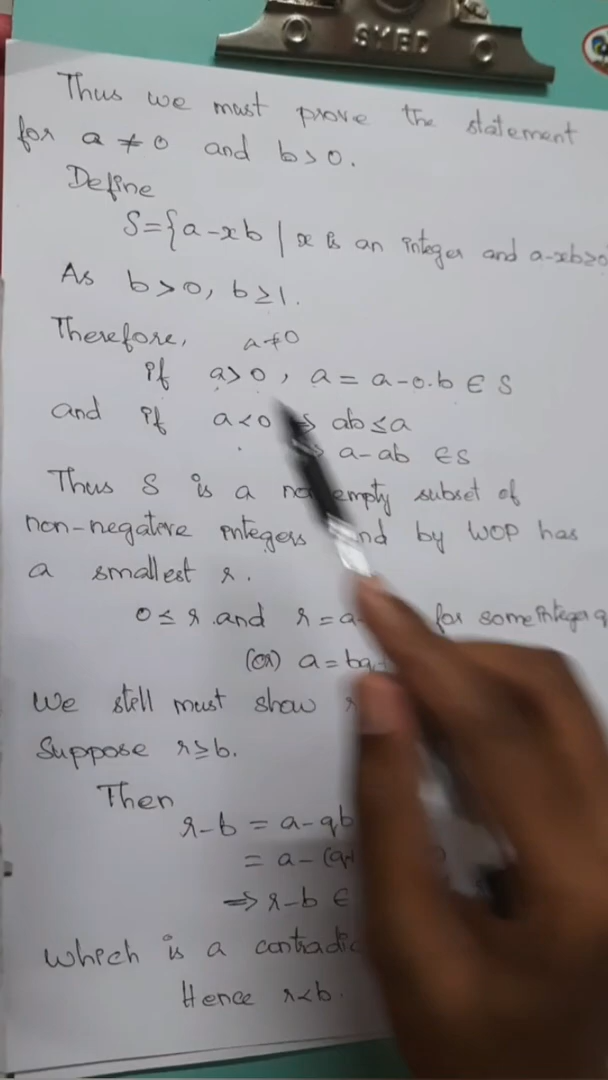 SMED
Thus we must prove the statement
for a ≠ 0 and b > 0.
Define
S={a-xb | x is an integer and a-xb≥0
As b > 0, b ≥ 1.
Therefore, a≠0
if a > 0, a = a-0.b ∈ S
and if a < 0 ⇒ ab ≤ a
a-ab ∈S
Thus S is a empty subset of
non-negative integers and by WOP has
a smallest r.
0 ≤ r and r = a- for some integer q
(or) a = bq
We still must show
Suppose r≥b.
Then
r-b = a-qb
= a-(q+
⇒ r-b ∈
which is a
Hence r<b.